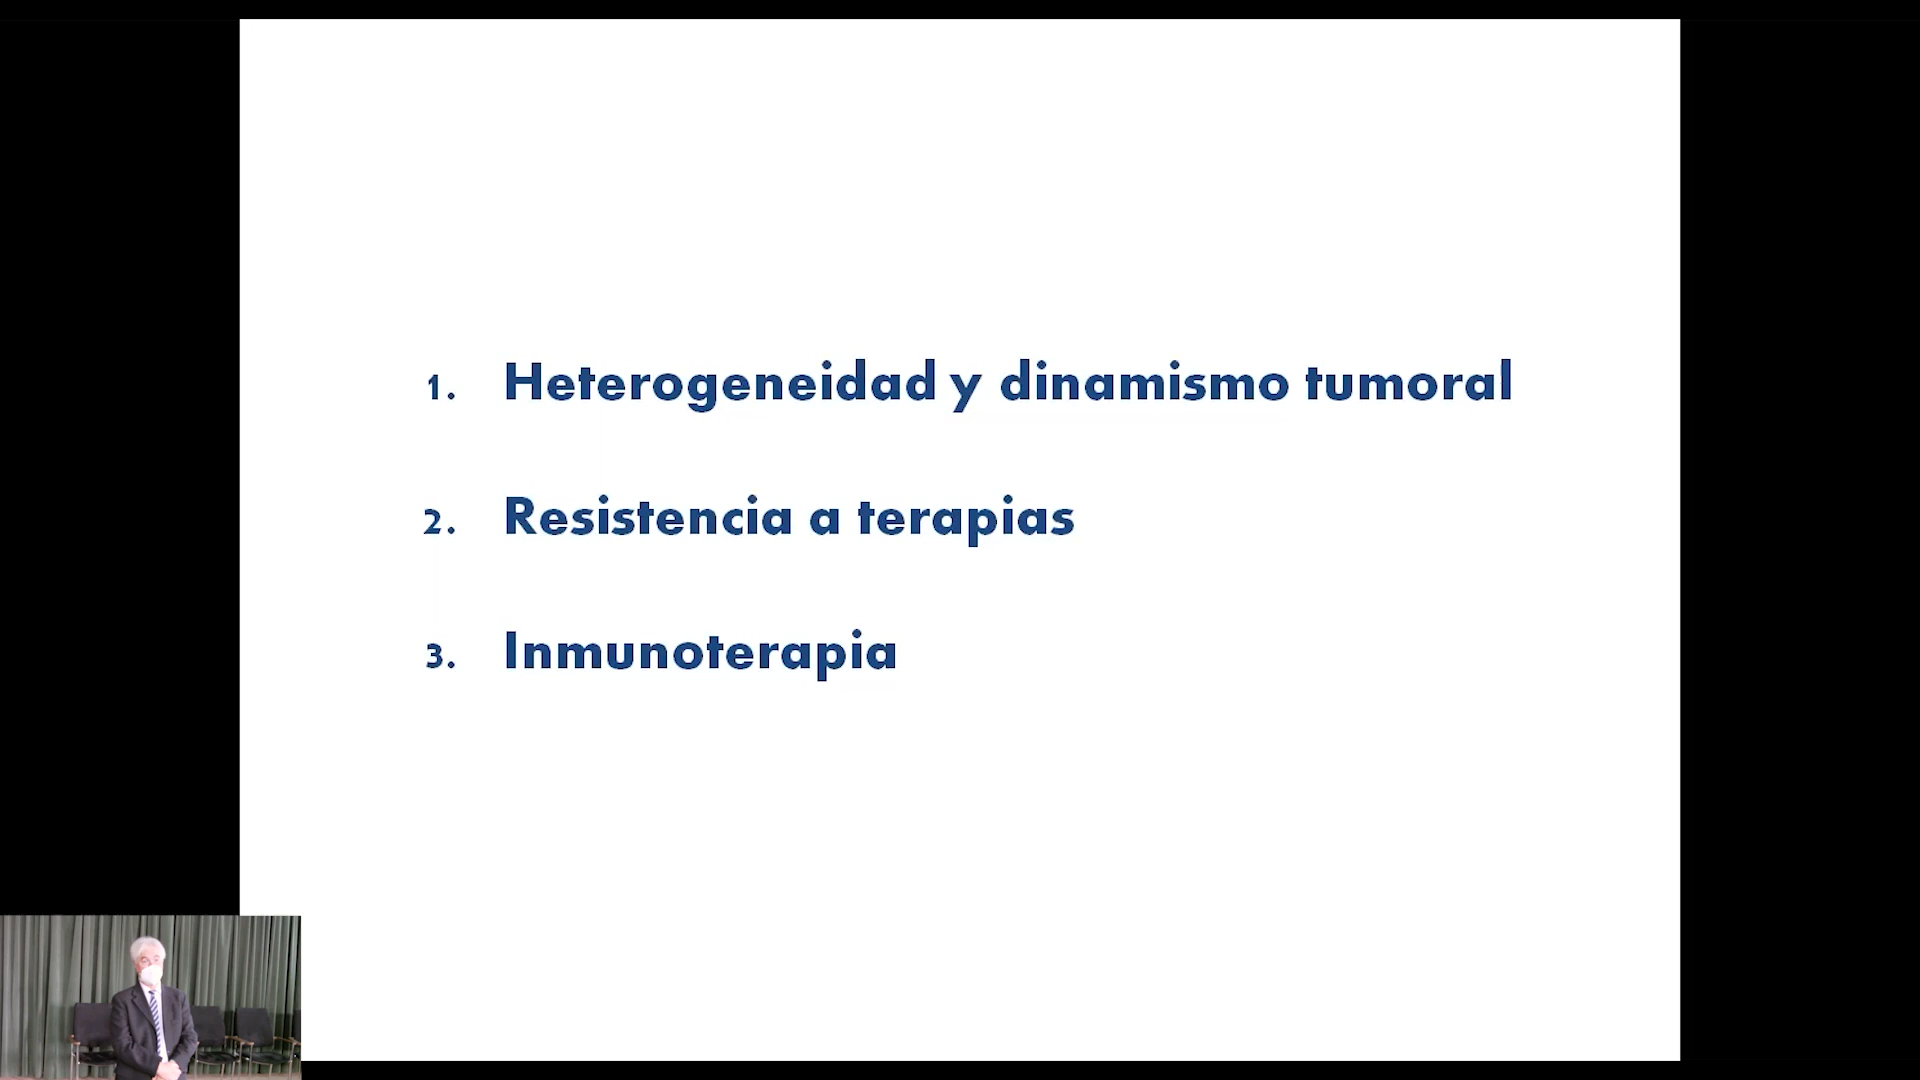 1. Heterogeneidad y dinamismo tumoral
2. Resistencia a terapias
3. Inmunoterapia